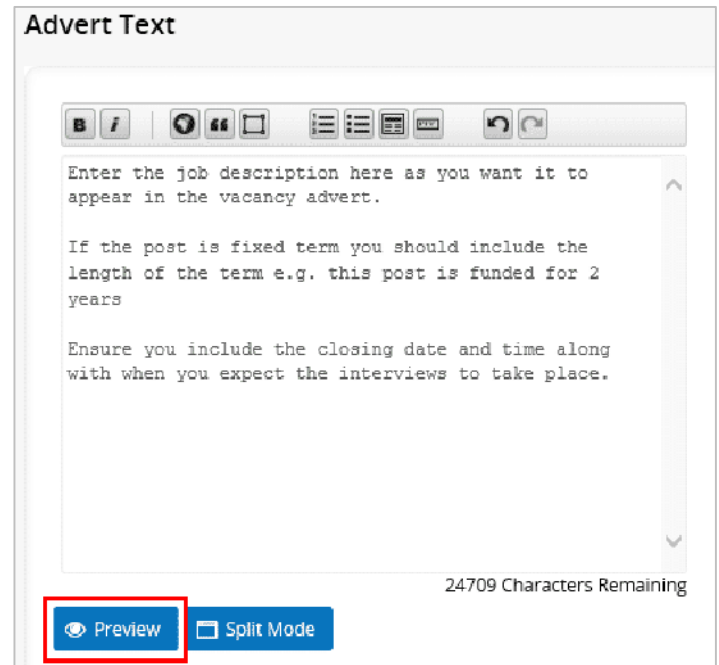 Advert Text
B i
Enter the job description here as you want it to
appear in the vacancy advert.
If the post is fixed term you should include the
length of the term e.g. this post is funded for 2
years
Ensure you include the closing date and time along
with when you expect the interviews to take place.
24709 Characters Remaining
Preview Split Mode